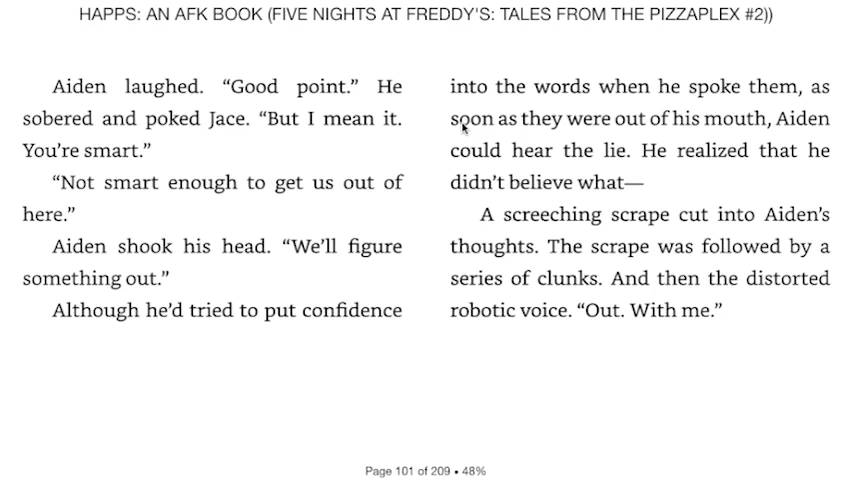 HAPPS: AN AFK BOOK (FIVE NIGHTS AT FREDDY'S: TALES FROM THE PIZZAPLEX #2))
Aiden laughed. “Good point.” He
sobered and poked Jace. “But I mean it.
You’re smart.”
“Not smart enough to get us out of
here.”
Aiden shook his head. “We’ll figure
something out.”
Although he’d tried to put confidence
into the words when he spoke them, as
soon as they were out of his mouth, Aiden
could hear the lie. He realized that he
didn’t believe what—
A screeching scrape cut into Aiden’s
thoughts. The scrape was followed by a
series of clunks. And then the distorted
robotic voice. “Out. With me.”
Page 101 of 209 • 48%